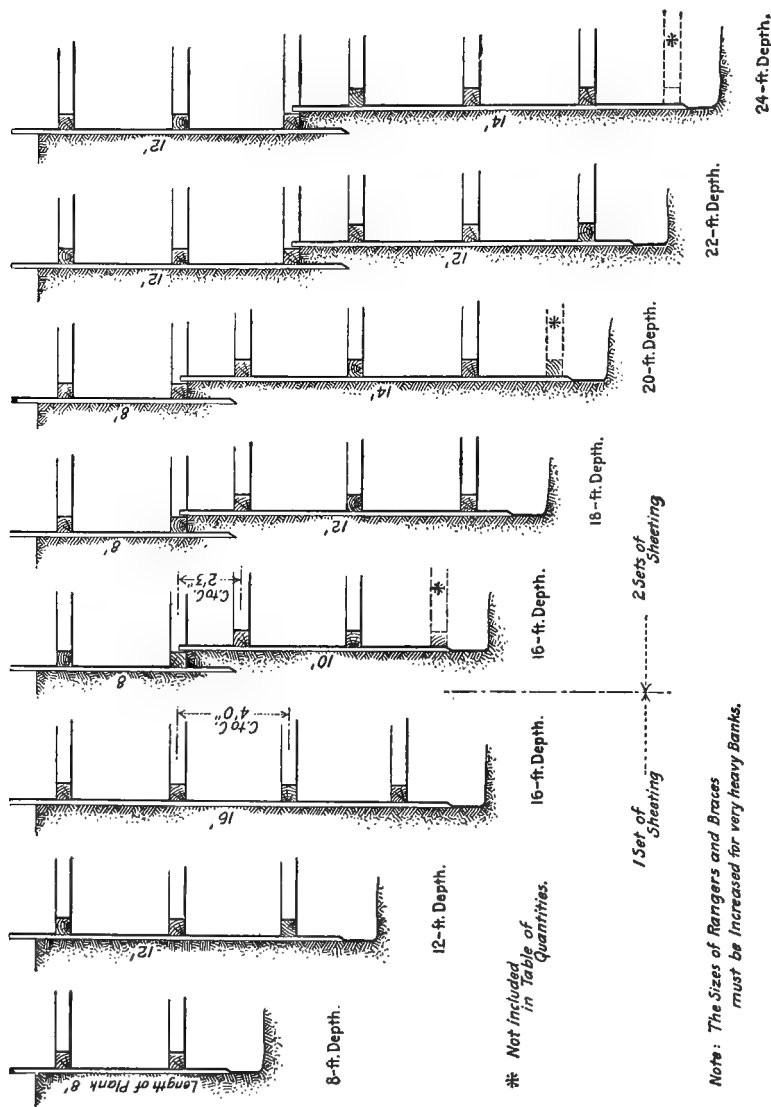 Length of Plank 8'
8-ft. Depth.
12'
12-ft. Depth.
16'
C. to C.
4'0"
16-ft. Depth.
8'
C. to C.
2'3"
10'
*
16-ft. Depth.
8'
12'
18-ft. Depth.
8'
14'
*
20-ft. Depth.
12'
12'
22-ft. Depth.
12'
14'
*
24-ft. Depth.
1 Set of
Sheeting
2 Sets of
Sheeting
* Not included
in Table of
Quantities.
Note: The Sizes of Rangers and Braces
must be Increased for very heavy Banks.